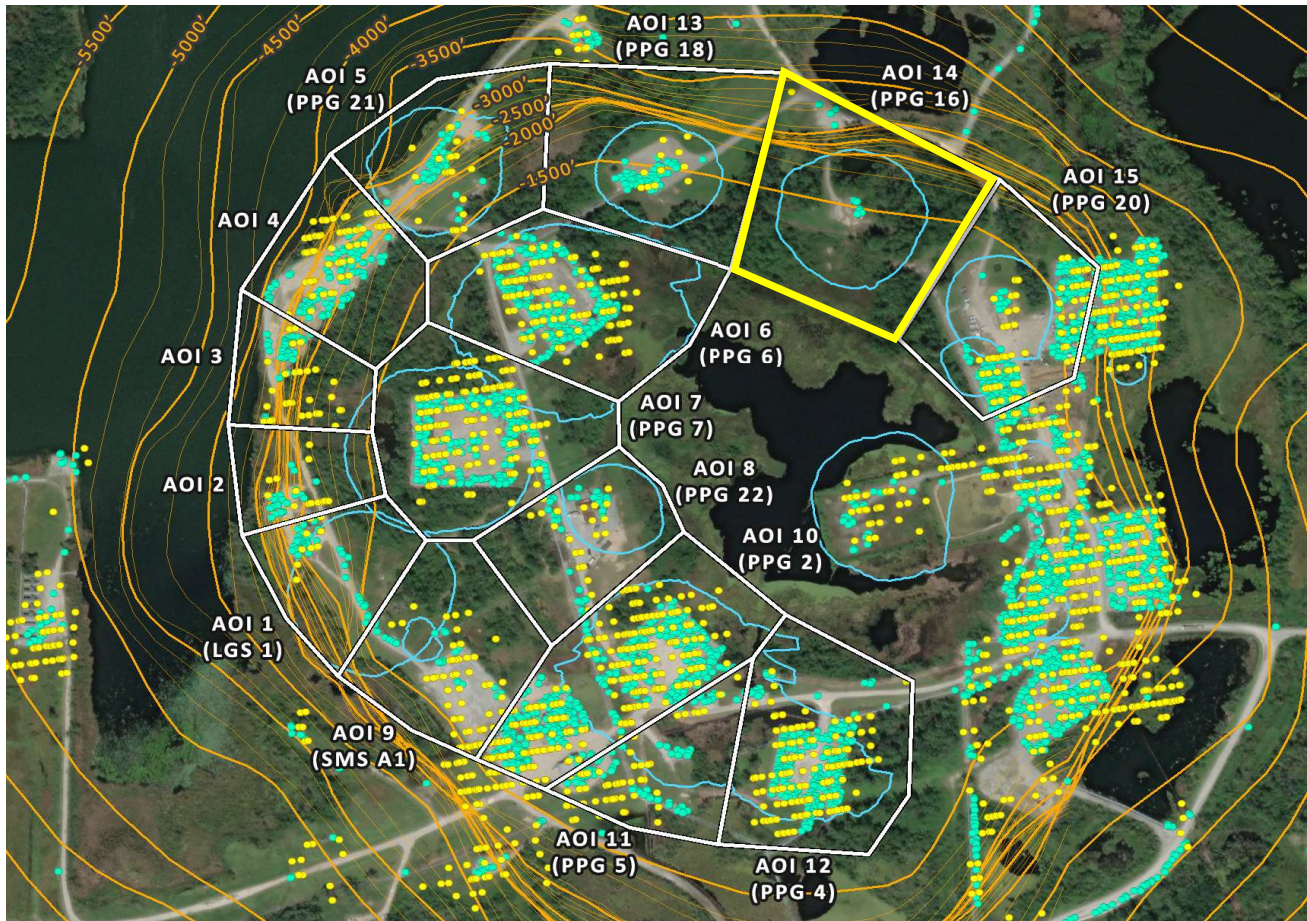 -5500'
-5000'
-4500'
-4000'
-3500'
-3000'
-2500'
-2000'
-1500'
AOI 13
(PPG 18)
AOI 5
(PPG 21)
AOI 14
(PPG 16)
AOI 15
(PPG 20)
AOI 4
AOI 3
AOI 6
(PPG 6)
AOI 7
(PPG 7)
AOI 2
AOI 8
(PPG 22)
AOI 10
(PPG 2)
AOI 1
(LGS 1)
AOI 9
(SMS A1)
AOI 11
(PPG 5)
AOI 12
(PPG 4)